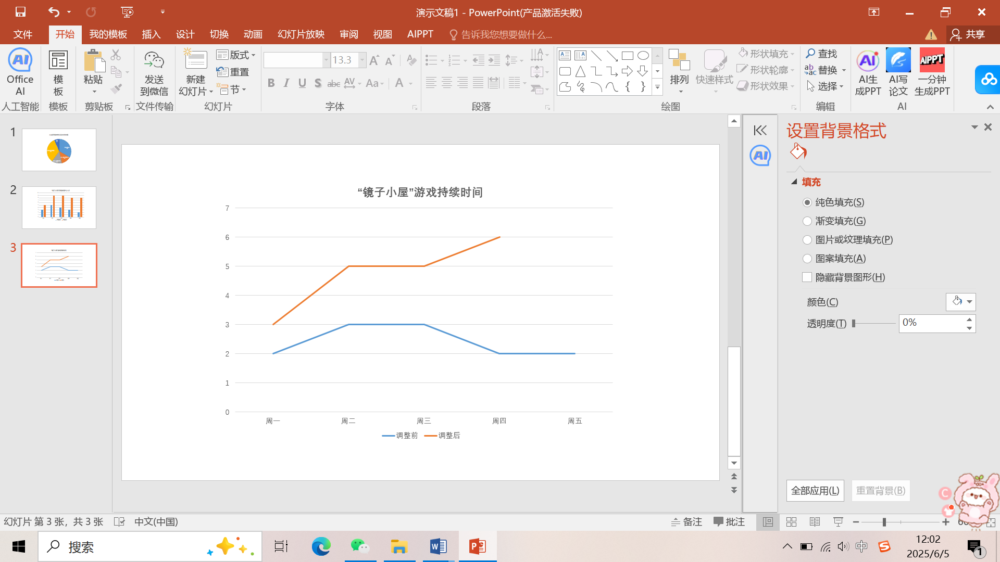 演示文稿1 - PowerPoint(产品激活失败)
文件 开始 我的模板 插入 设计 切换 动画 幻灯片放映 审阅 视图 AIPPT 告诉我您想要做什么... 共享
AI Office AI
人工智能
模板
模板
粘贴
剪贴板
发送到微信
文件传输
新建幻灯片
版式
重置
节
幻灯片
13.3
B I U S abc AV Aa A
字体
段落
排列
快速样式
形状填充
形状轮廓
形状效果
绘图
查找
替换
选择
编辑
AI生成PPT
AI写论文
一分钟生成PPT
AI
1
2
3
“镜子小屋”游戏持续时间
7
6
5
4
3
2
1
0
周一 周二 周三 周四 周五
调整前 调整后
AI
设置背景格式
填充
纯色填充(S)
渐变填充(G)
图片或纹理填充(P)
图案填充(A)
隐藏背景图形(H)
颜色(C)
透明度(T) 0%
全部应用(L) 重置背景(B)
幻灯片 第 3 张，共 3 张 中文(中国) 备注 批注
搜索
中
12:02
2025/6/5
1